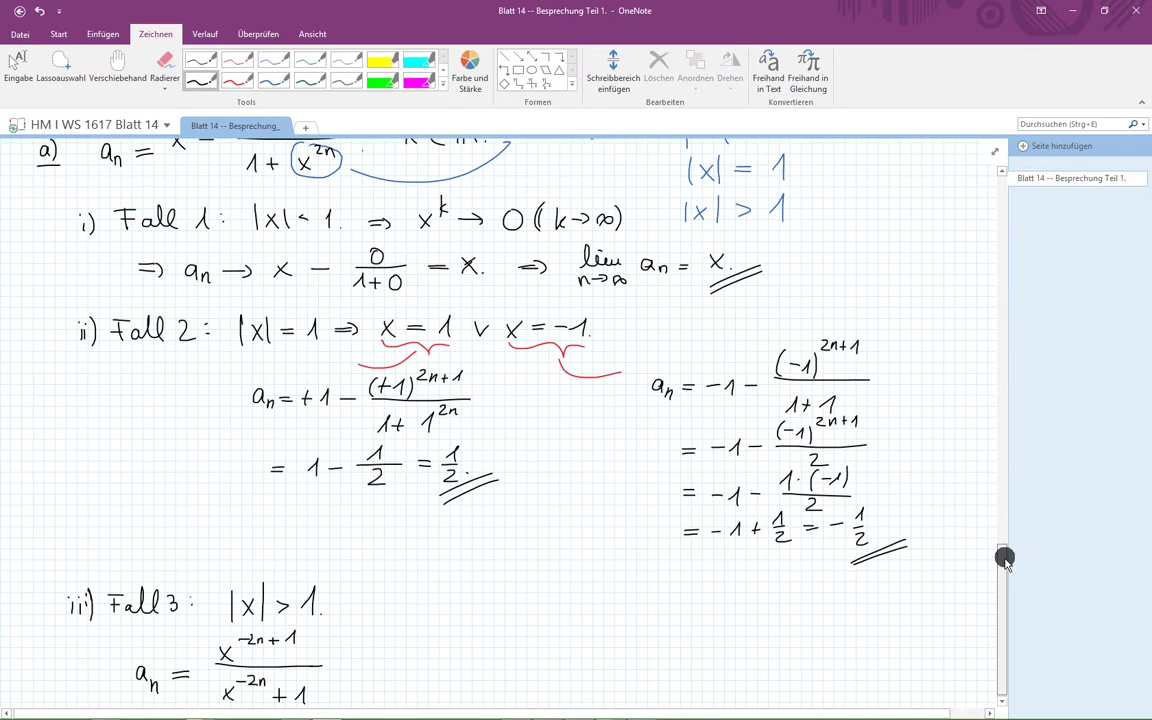 Blatt 14 -- Besprechung Teil 1. - OneNote
Datei Start Einfügen Zeichnen Verlauf Überprüfen Ansicht
Eingabe Lassoauswahl Verschiebehand Radierer
Farbe und Stärke
Schreibbereich einfügen
Löschen Anordnen Drehen
Freihand in Text
Freihand in Gleichung
Tools Formen Bearbeiten Konvertieren
HM I WS 1617 Blatt 14
Blatt 14 -- Besprechung_
Durchsuchen (Strg+E)
Seite hinzufügen
Blatt 14 -- Besprechung Teil 1.
a) aₙ =
1 + x^2n
|x| = 1
|x| > 1
i) Fall 1: |x| < 1 ⇒ x^k → 0 (k→∞)
⇒ aₙ → x - 0/(1+0) = x. ⇒ lim n→∞ aₙ = x.
ii) Fall 2: |x| = 1 ⇒ x = 1 ∨ x = -1.
aₙ = +1 - (+1)^(2n+1) / (1 + 1^2n)
= 1 - 1/2 = 1/2.
aₙ = -1 - (-1)^(2n+1) / (1+1)
= -1 - (-1)^(2n+1) / 2
= -1 - 1·(-1) / 2
= -1 + 1/2 = - 1/2
iii) Fall 3: |x| > 1.
aₙ = x^(-2n+1) / (x^(-2n) + 1)